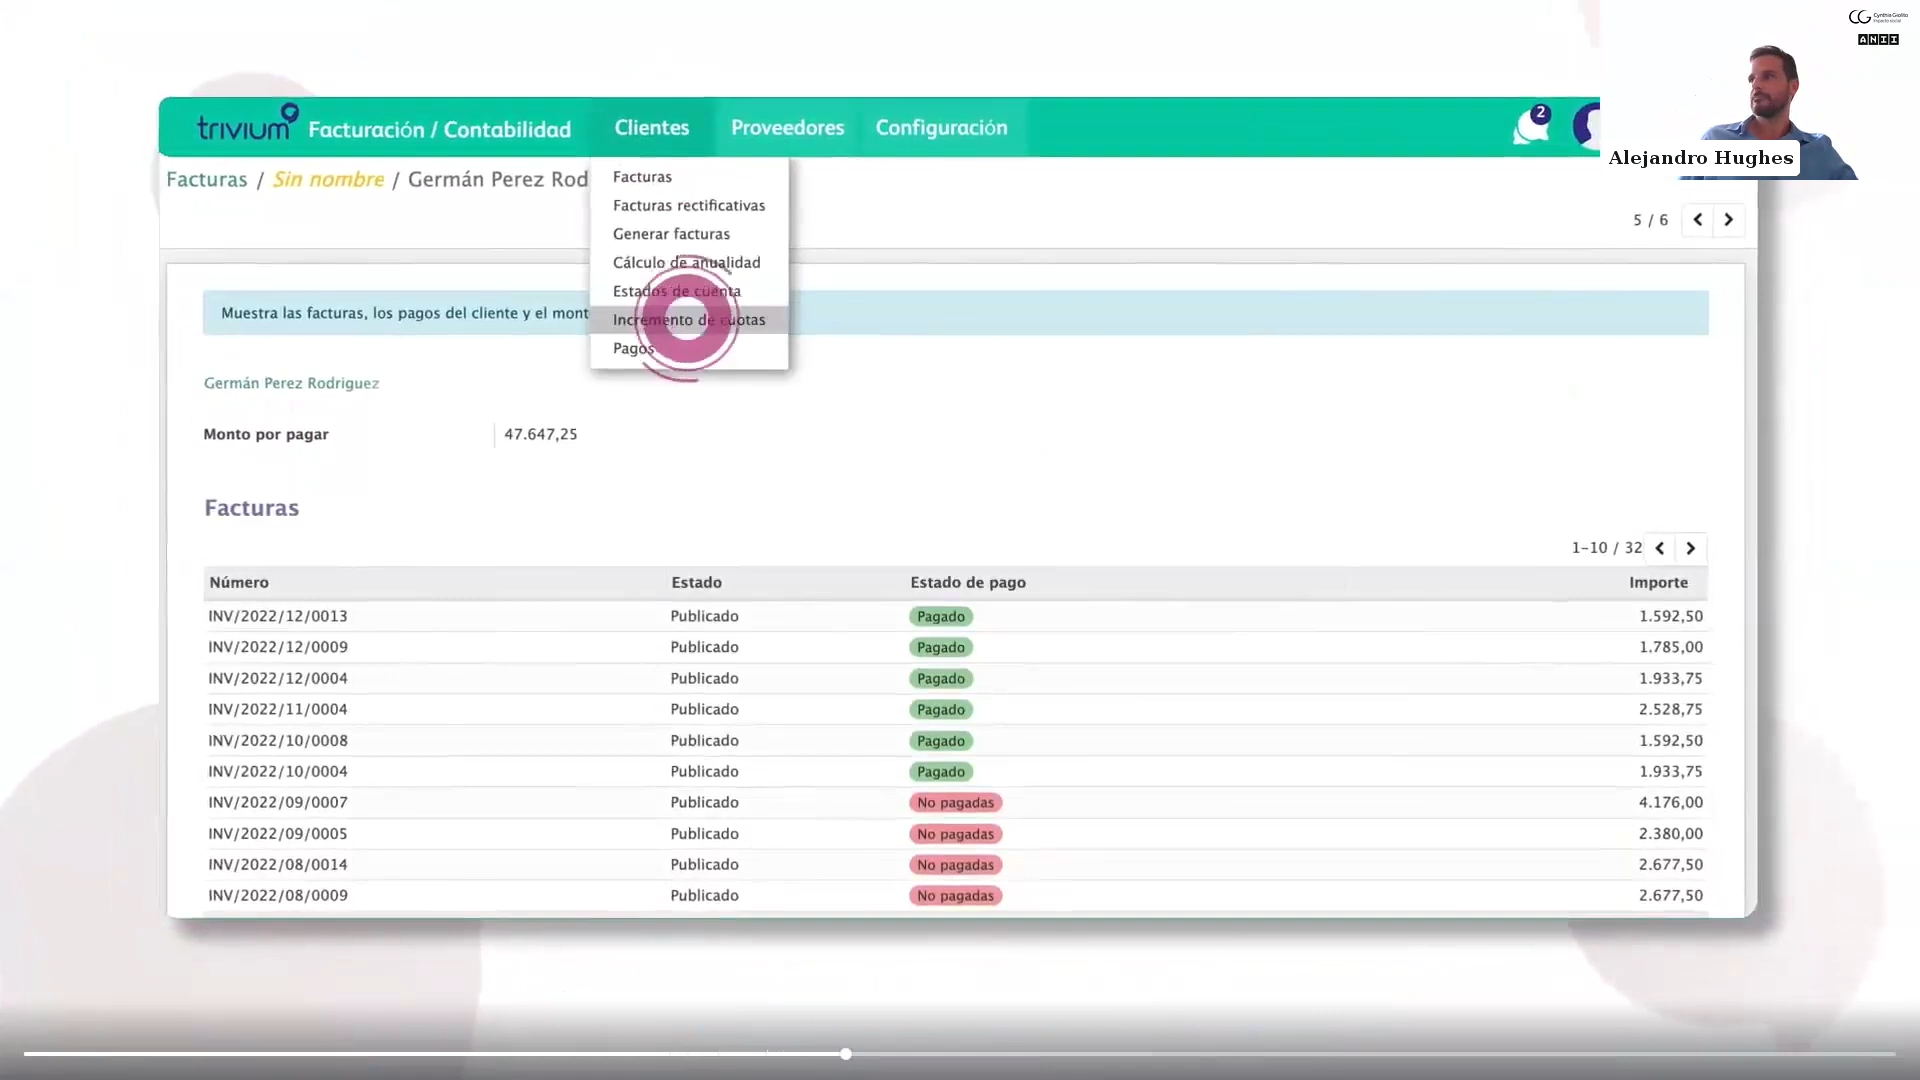 CG Cynthia Giolito
impacto social
ANII
trivium Facturación / Contabilidad Clientes Proveedores Configuración 2
Alejandro Hughes
Facturas / Sin nombre / Germán Perez Rod
Facturas
Facturas rectificativas
Generar facturas
Cálculo de anualidad
Estados de cuenta
Incremento de cuotas
Pagos
5 / 6
Muestra las facturas, los pagos del cliente y el mont
Germán Perez Rodriguez
Monto por pagar 47.647,25
Facturas
1-10 / 32
Número Estado Estado de pago Importe
INV/2022/12/0013 Publicado Pagado 1.592,50
INV/2022/12/0009 Publicado Pagado 1.785,00
INV/2022/12/0004 Publicado Pagado 1.933,75
INV/2022/11/0004 Publicado Pagado 2.528,75
INV/2022/10/0008 Publicado Pagado 1.592,50
INV/2022/10/0004 Publicado Pagado 1.933,75
INV/2022/09/0007 Publicado No pagadas 4.176,00
INV/2022/09/0005 Publicado No pagadas 2.380,00
INV/2022/08/0014 Publicado No pagadas 2.677,50
INV/2022/08/0009 Publicado No pagadas 2.677,50